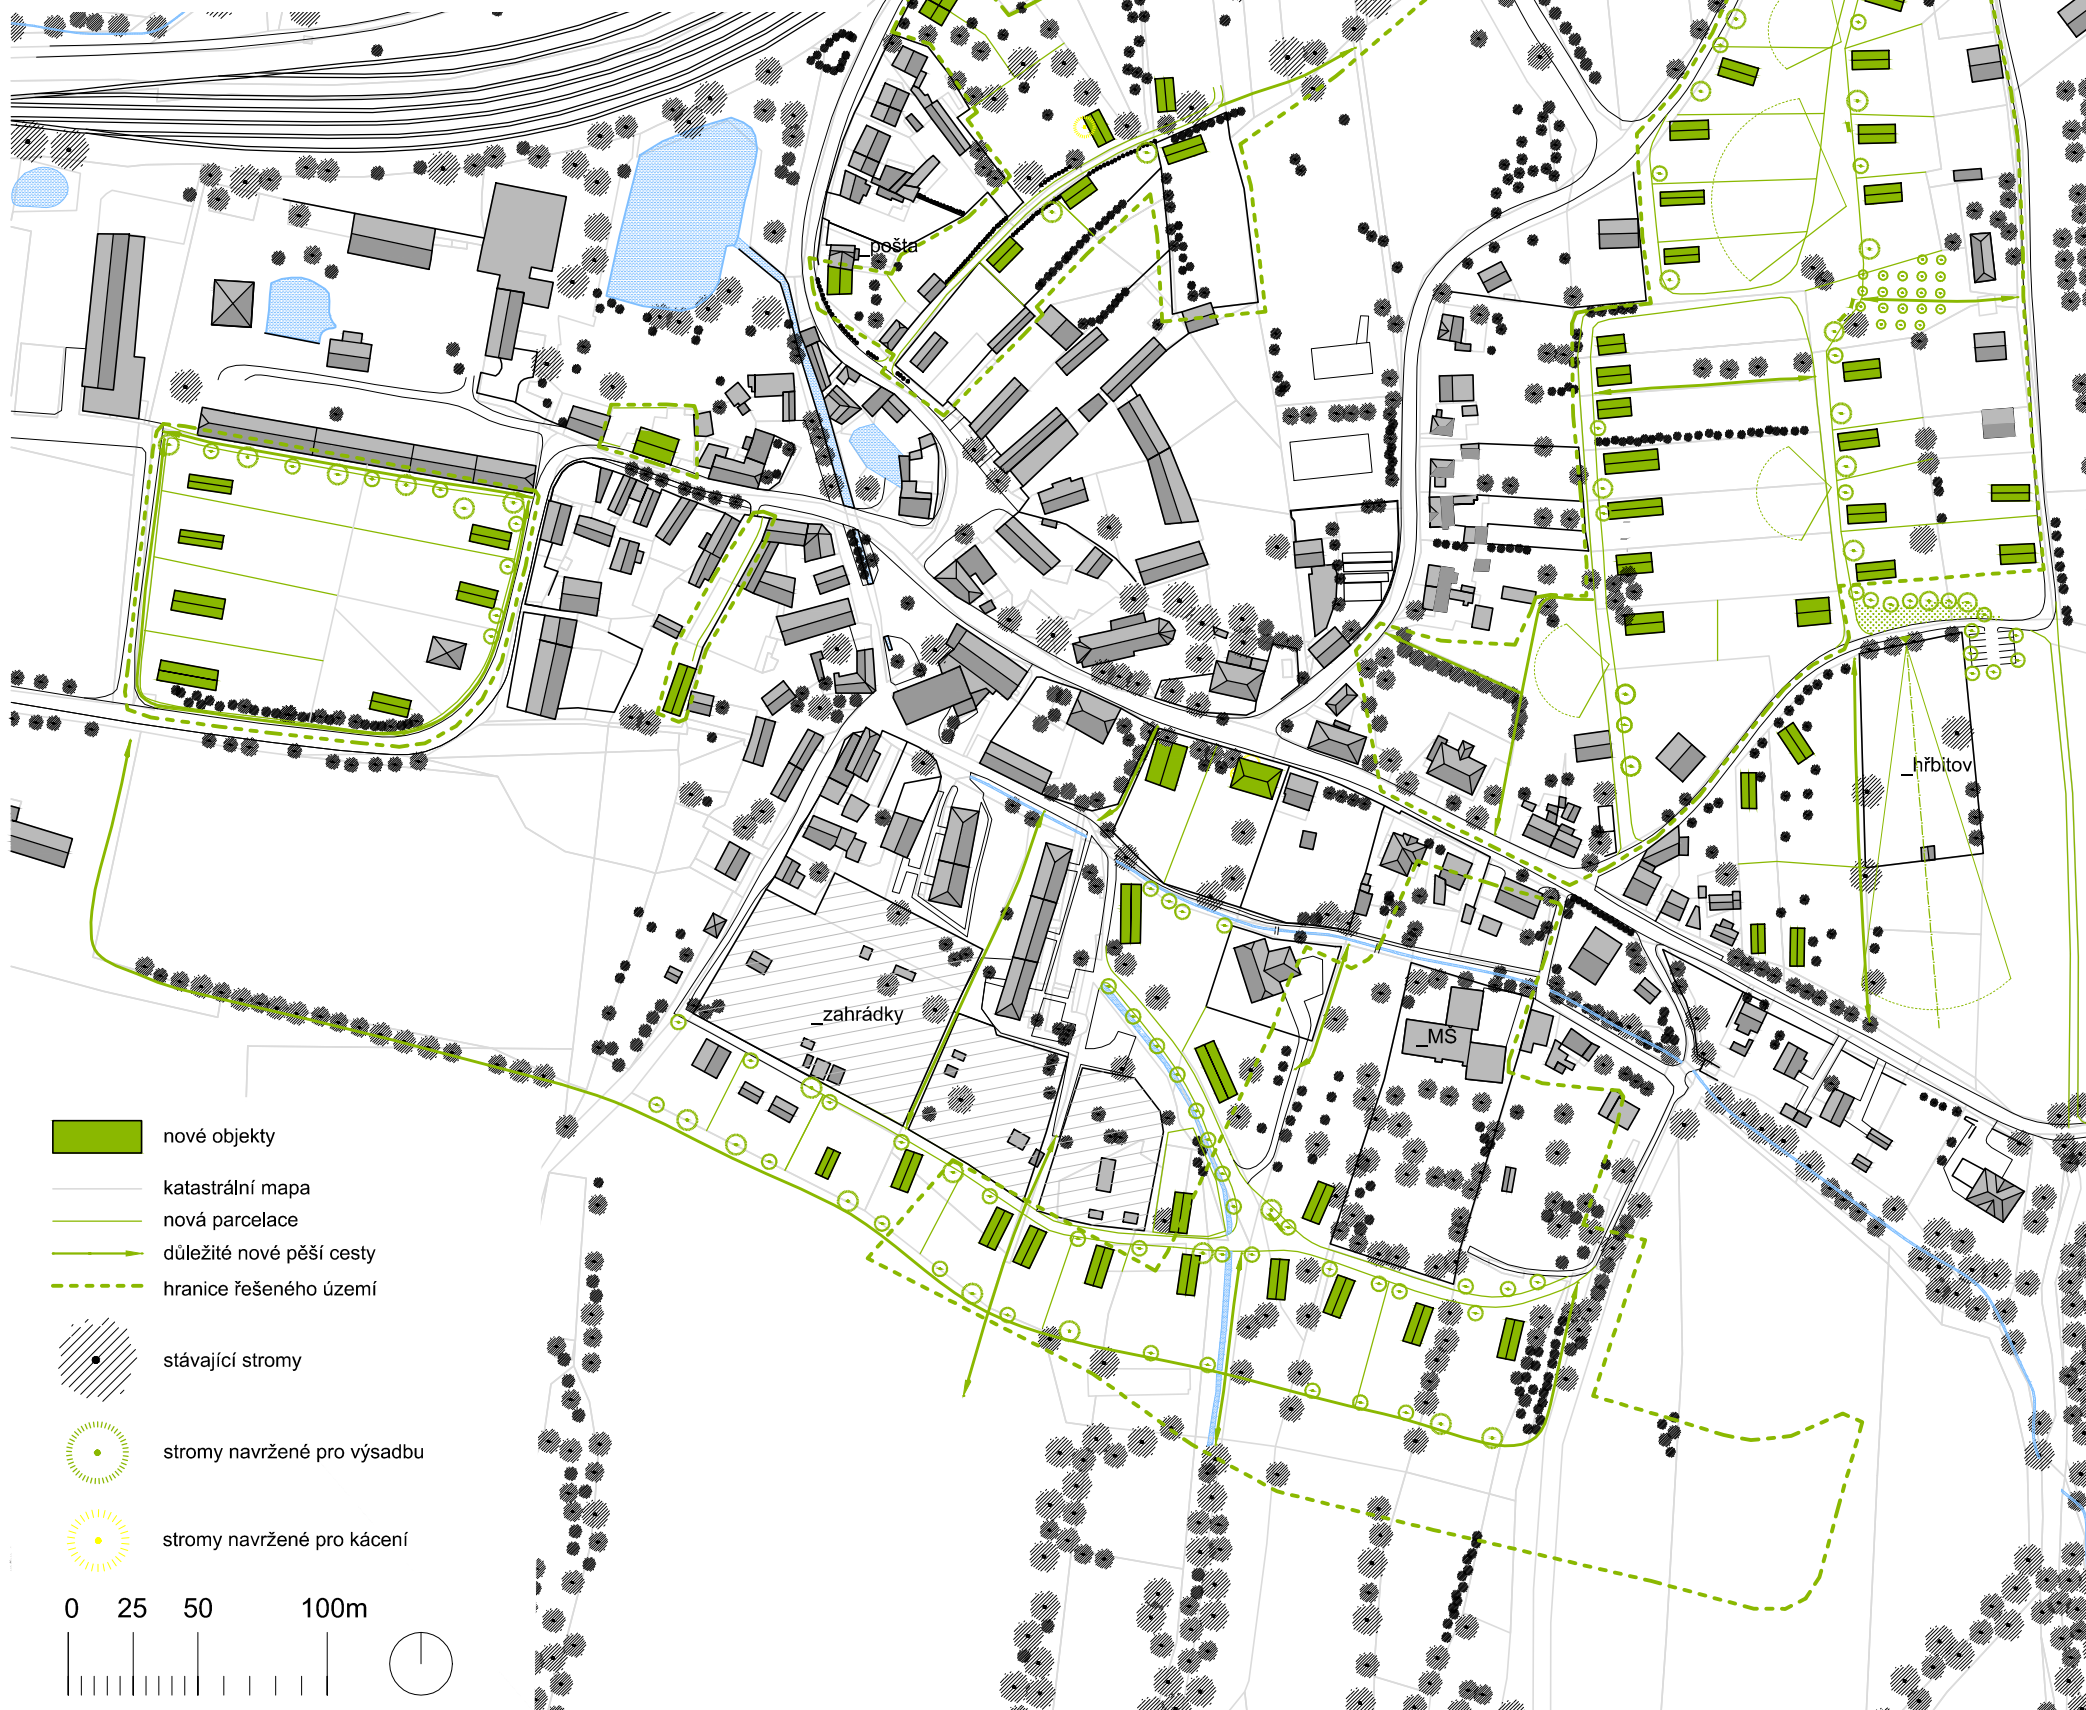 _pošta
_hřbitov
_zahrádky
_MŠ
nové objekty
katastrální mapa
nová parcelace
důležité nové pěší cesty
hranice řešeného území
stávající stromy
stromy navržené pro výsadbu
stromy navržené pro kácení
0 25 50 100m